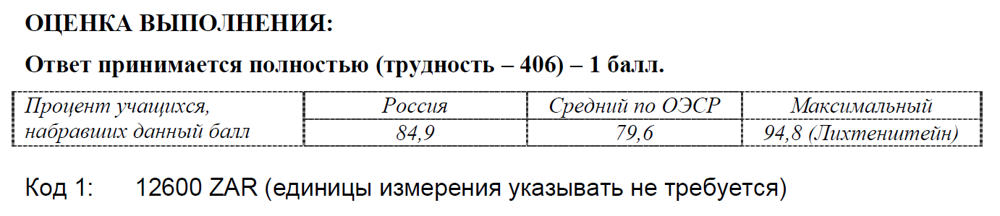 ОЦЕНКА ВЫПОЛНЕНИЯ:
Ответ принимается полностью (трудность – 406) – 1 балл.
Процент учащихся, набравших данный балл
Россия
Средний по ОЭСР
Максимальный
84,9
79,6
94,8 (Лихтенштейн)
Код 1: 12600 ZAR (единицы измерения указывать не требуется)